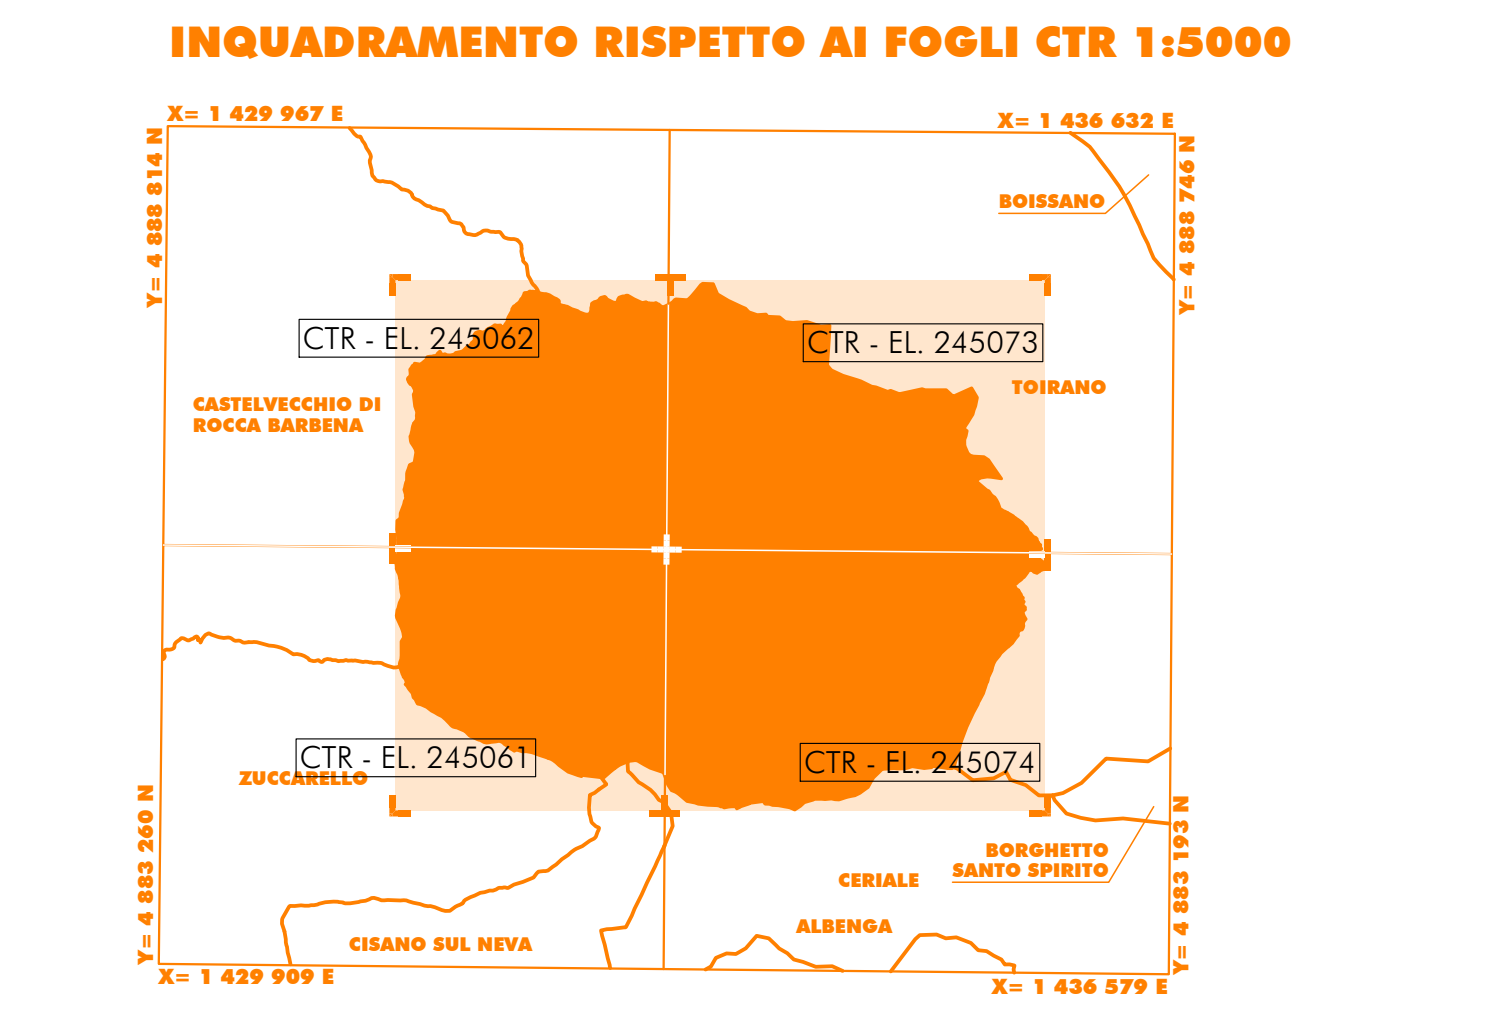 INQUADRAMENTO RISPETTO AI FOGLI CTR 1:5000
X= 1 429 967 E
X= 1 436 632 E
Y= 4 888 814 N
Y= 4 888 746 N
BOISSANO
CTR - EL. 245062
CTR - EL. 245073
TOIRANO
CASTELVECCHIO DI
ROCCA BARBENA
CTR - EL. 245061
CTR - EL. 245074
ZUCCARELLO
Y= 4 883 260 N
Y= 4 883 193 N
BORGHETTO
SANTO SPIRITO
CERIALE
ALBENGA
CISANO SUL NEVA
X= 1 429 909 E
X= 1 436 579 E